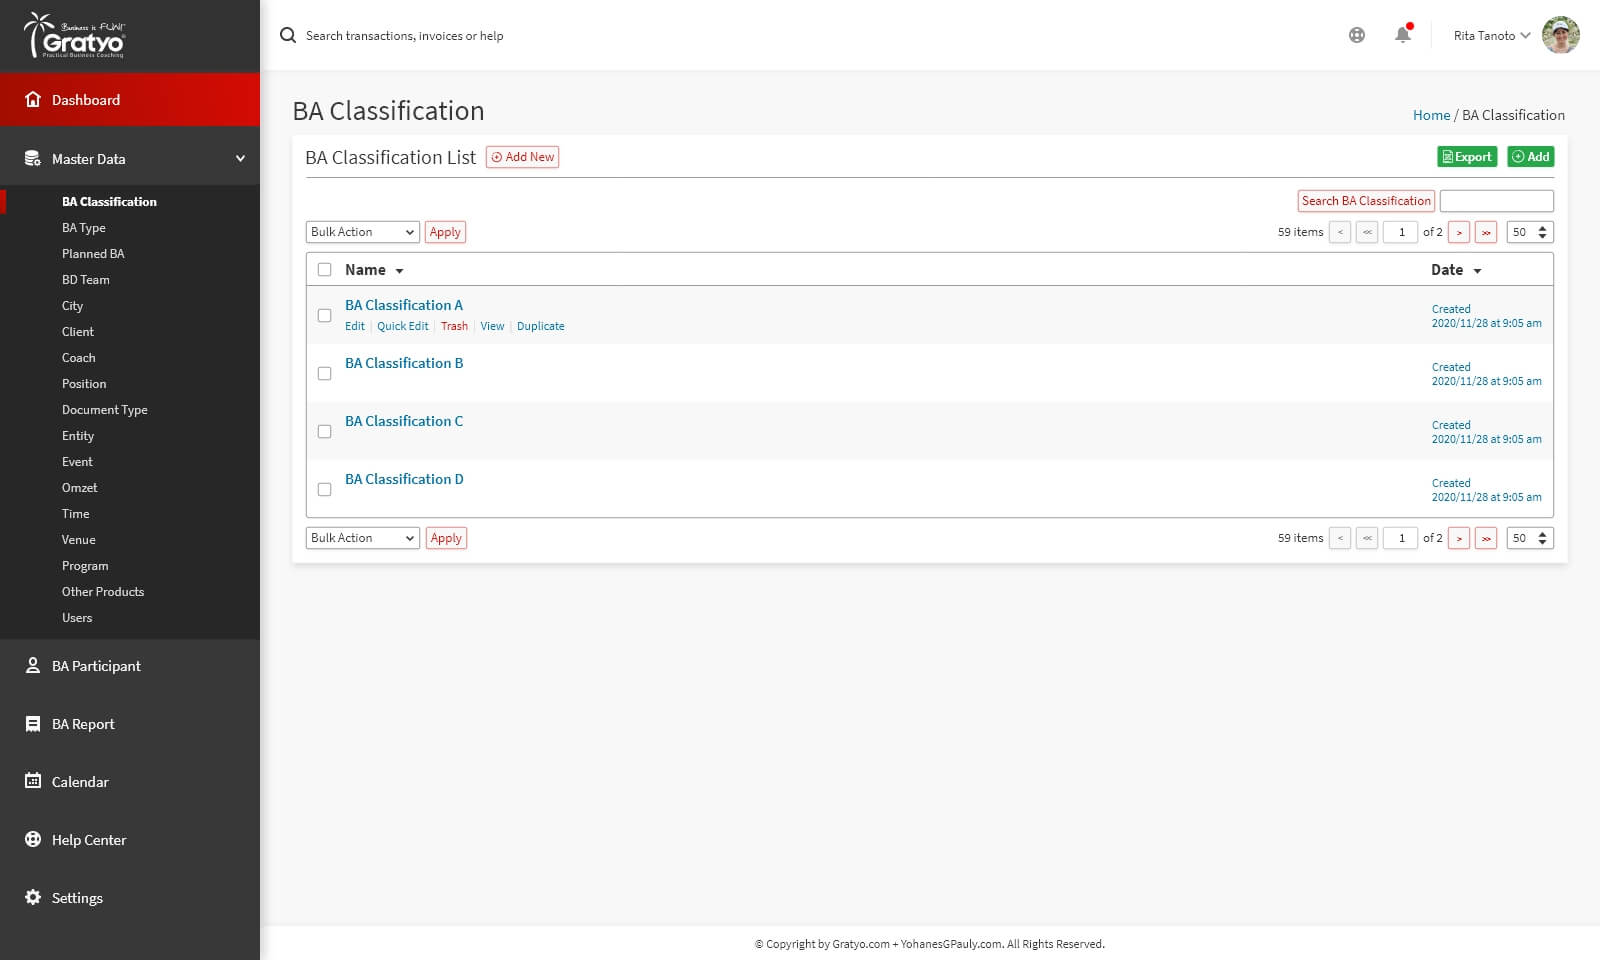 Business is FUN!
Gratyo®
Practical Business Coaching
Search transactions, invoices or help
Rita Tanoto
Dashboard
Master Data
BA Classification
BA Type
Planned BA
BD Team
City
Client
Coach
Position
Document Type
Entity
Event
Omzet
Time
Venue
Program
Other Products
Users
BA Participant
BA Report
Calendar
Help Center
Settings
BA Classification
Home / BA Classification
BA Classification List
Add New
Export
Add
Search BA Classification
Bulk Action
Apply
59 items < << 1 of 2 > >> 50
Name
Date
BA Classification A
Edit | Quick Edit | Trash | View | Duplicate
Created
2020/11/28 at 9:05 am
BA Classification B
Created
2020/11/28 at 9:05 am
BA Classification C
Created
2020/11/28 at 9:05 am
BA Classification D
Created
2020/11/28 at 9:05 am
Bulk Action
Apply
59 items < << 1 of 2 > >> 50
© Copyright by Gratyo.com + YohanesGPauly.com. All Rights Reserved.